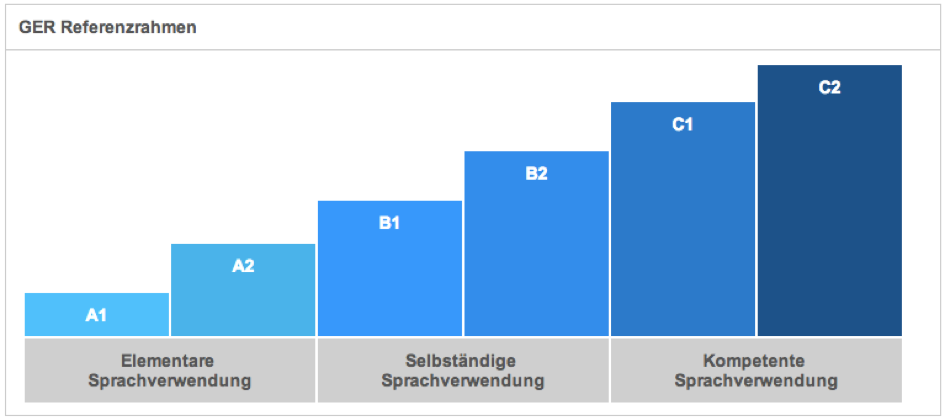 GER Referenzrahmen
C2
C1
B2
B1
A2
A1
Elementare
Sprachverwendung
Selbständige
Sprachverwendung
Kompetente
Sprachverwendung